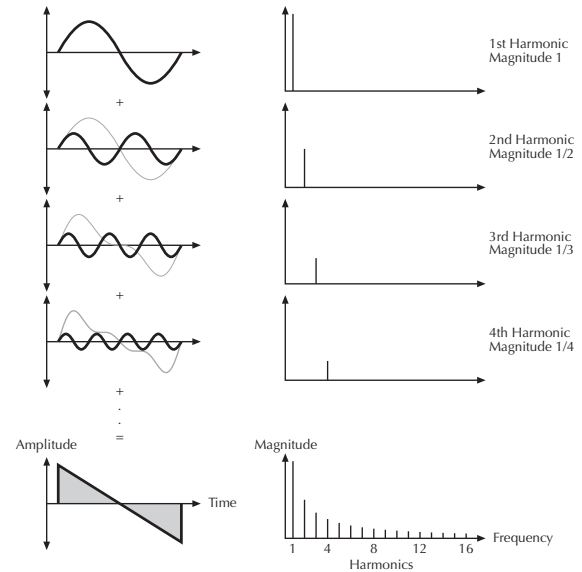 1st Harmonic
Magnitude 1
+
2nd Harmonic
Magnitude 1/2
+
3rd Harmonic
Magnitude 1/3
+
4th Harmonic
Magnitude 1/4
+
.
.
=
Amplitude
Time
Magnitude
Frequency
1 4 8 12 16
Harmonics